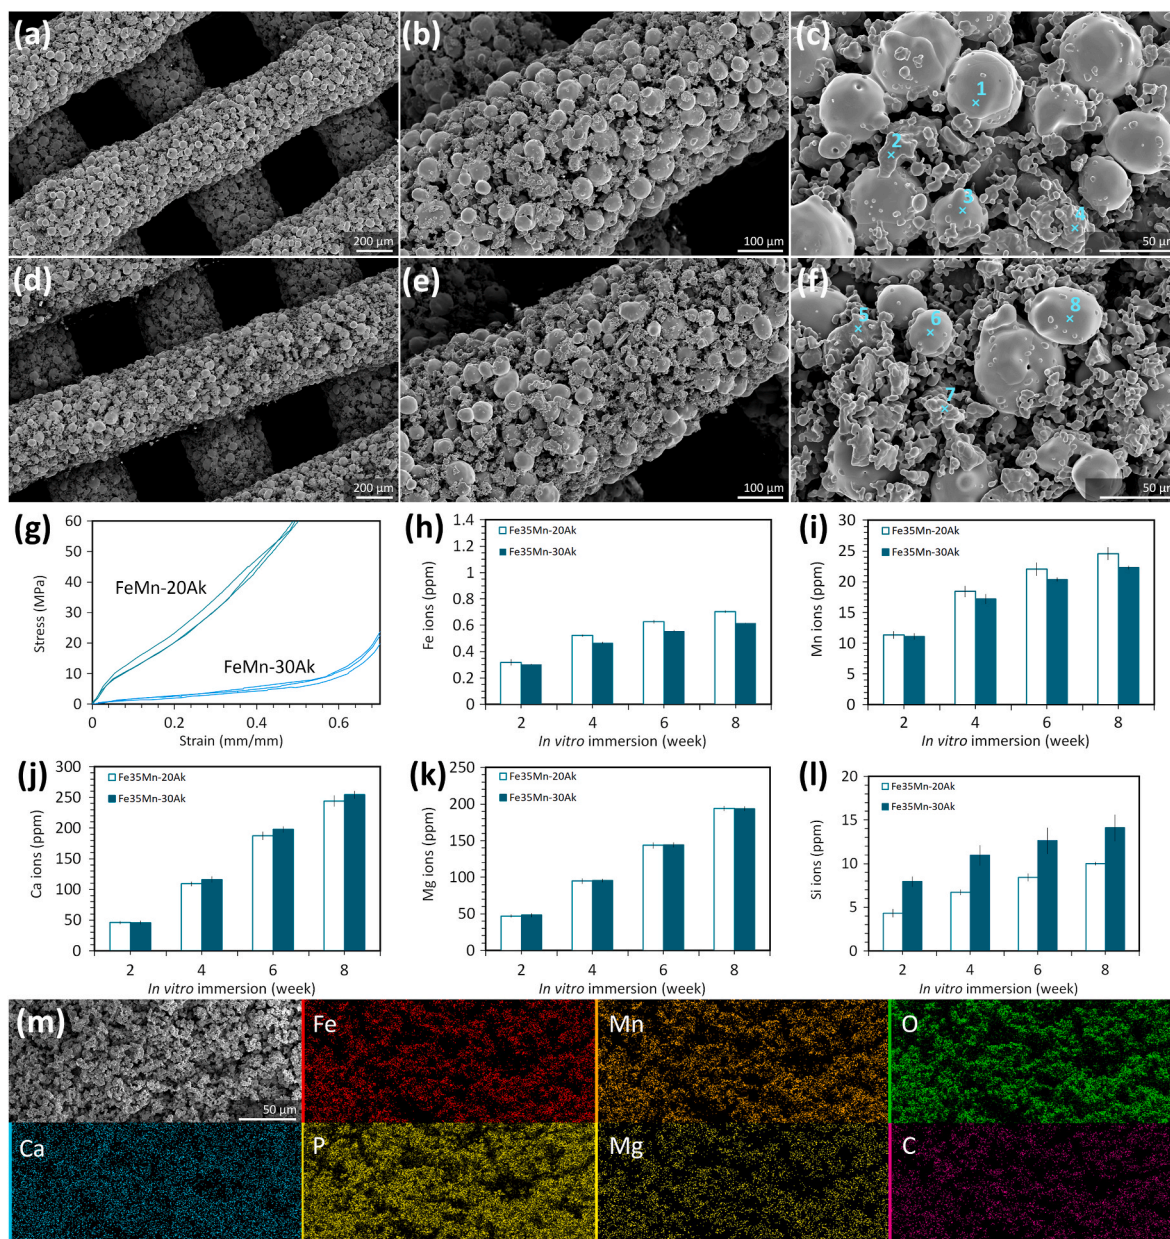 (a)
200 µm
(b)
100 µm
(c)
1
2
3
4
50 µm
(d)
200 µm
(e)
100 µm
(f)
5
6
7
8
50 µm
(g)
60
50
40
30
20
10
0
Stress (MPa)
FeMn-20Ak
FeMn-30Ak
0
0.2
0.4
0.6
Strain (mm/mm)
(h)
1.4
1.2
1
0.8
0.6
0.4
0.2
0
Fe ions (ppm)
Fe35Mn-20Ak
Fe35Mn-30Ak
2
4
6
8
In vitro immersion (week)
(i)
30
25
20
15
10
5
0
Mn ions (ppm)
Fe35Mn-20Ak
Fe35Mn-30Ak
2
4
6
8
In vitro immersion (week)
(j)
300
250
200
150
100
50
0
Ca ions (ppm)
Fe35Mn-20Ak
Fe35Mn-30Ak
2
4
6
8
In vitro immersion (week)
(k)
250
200
150
100
50
0
Mg ions (ppm)
Fe35Mn-20Ak
Fe35Mn-30Ak
2
4
6
8
In vitro immersion (week)
(l)
20
15
10
5
0
Si ions (ppm)
Fe35Mn-20Ak
Fe35Mn-30Ak
2
4
6
8
In vitro immersion (week)
(m)
50 µm
Fe
Mn
O
Ca
P
Mg
C